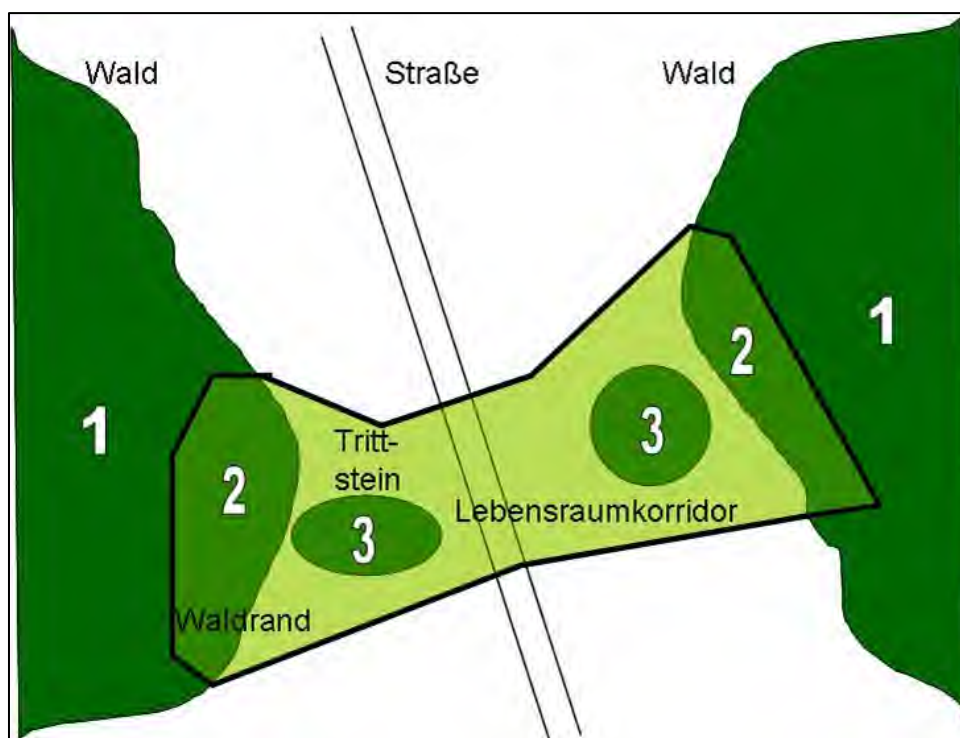 Wald
Straße
Wald
1
2
1
2
3
Tritt-
stein
Lebensraumkorridor
3
Waldrand